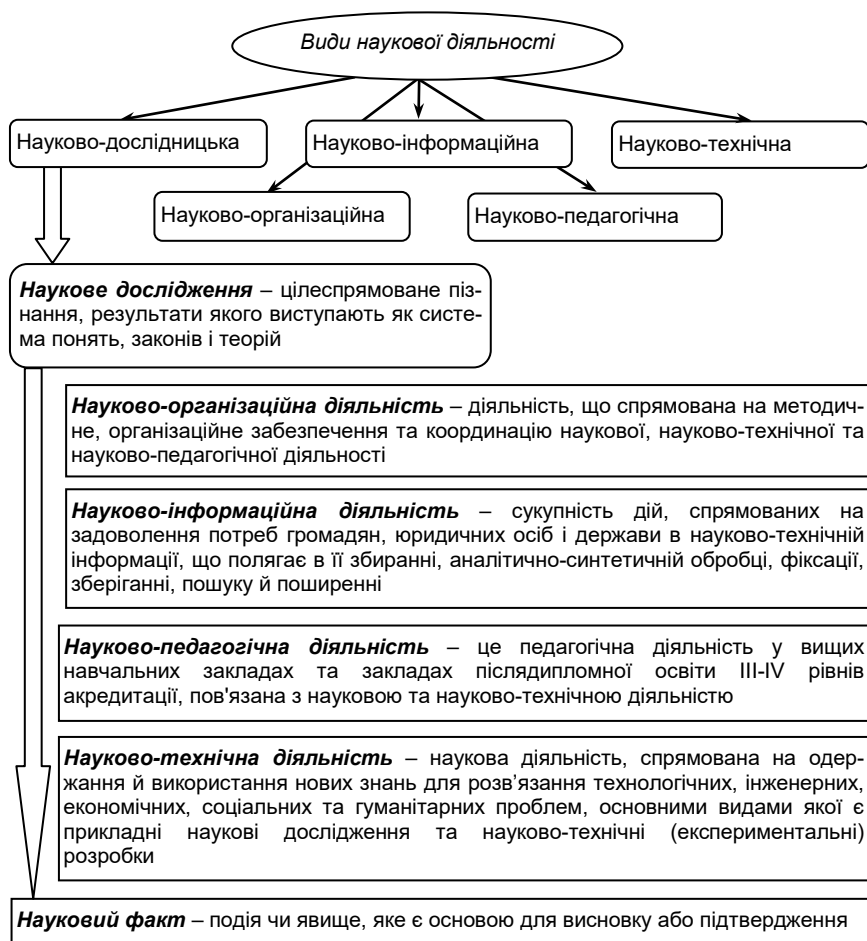 Види наукової діяльності
Науково-дослідницька
Науково-інформаційна
Науково-технічна
Науково-організаційна
Науково-педагогічна
Наукове дослідження – цілеспрямоване піз-
нання, результати якого виступають як систе-
ма понять, законів і теорій
Науково-організаційна діяльність – діяльність, що спрямована на методич-
не, організаційне забезпечення та координацію наукової, науково-технічної та
науково-педагогічної діяльності
Науково-інформаційна діяльність – сукупність дій, спрямованих на
задоволення потреб громадян, юридичних осіб і держави в науково-технічній
інформації, що полягає в її збиранні, аналітично-синтетичній обробці, фіксації,
зберіганні, пошуку й поширенні
Науково-педагогічна діяльність – це педагогічна діяльність у вищих
навчальних закладах та закладах післядипломної освіти III-IV рівнів
акредитації, пов'язана з науковою та науково-технічною діяльністю
Науково-технічна діяльність – наукова діяльність, спрямована на одер-
жання й використання нових знань для розв’язання технологічних, інженерних,
економічних, соціальних та гуманітарних проблем, основними видами якої є
прикладні наукові дослідження та науково-технічні (експериментальні)
розробки
Науковий факт – подія чи явище, яке є основою для висновку або підтвердження